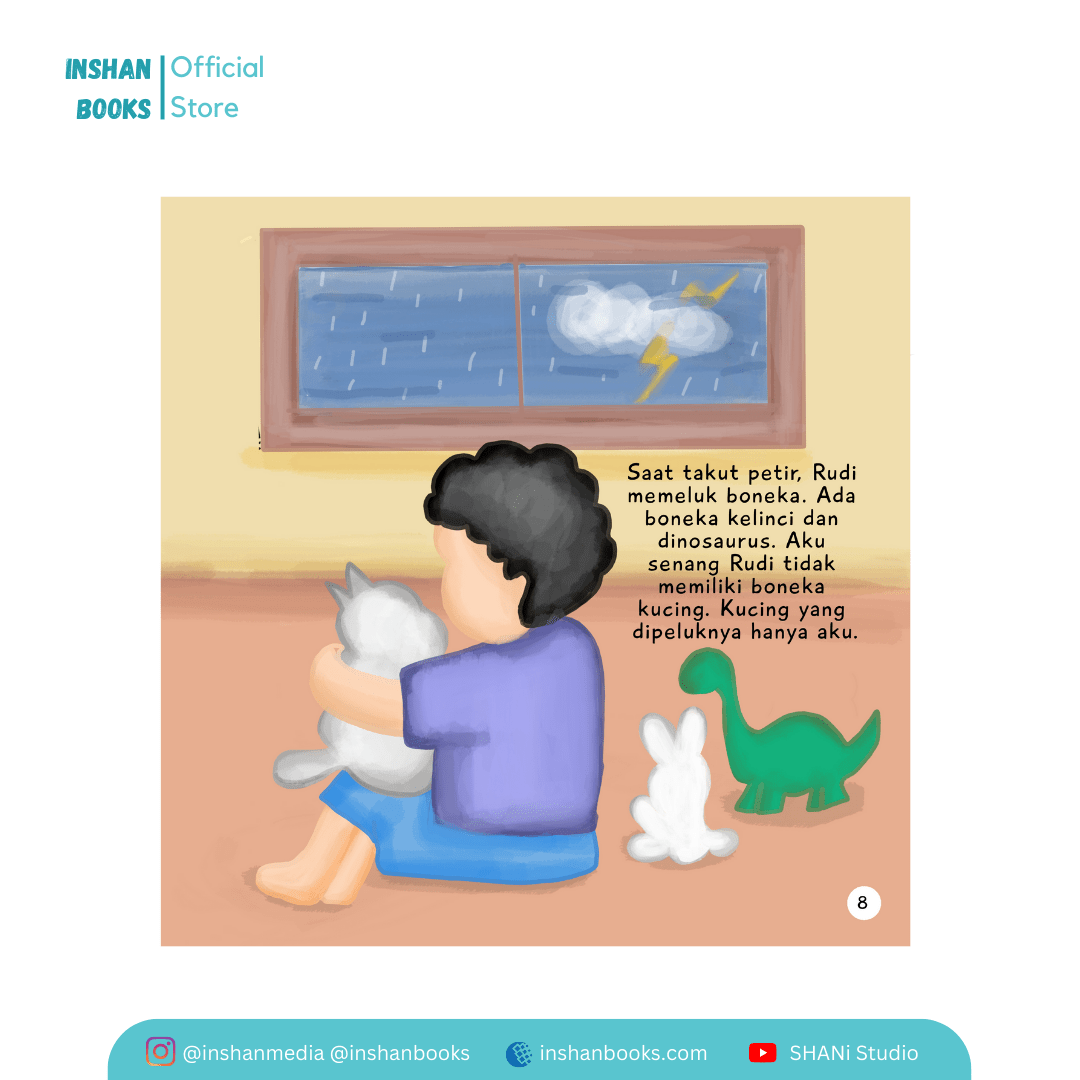 INSHAN
BOOKS
Official
Store
Saat takut petir, Rudi
memeluk boneka. Ada
boneka kelinci dan
dinosaurus. Aku
senang Rudi tidak
memiliki boneka
kucing. Kucing yang
dipeluknya hanya aku.
8
@inshanmedia @inshanbooks
inshanbooks.com
SHANi Studio